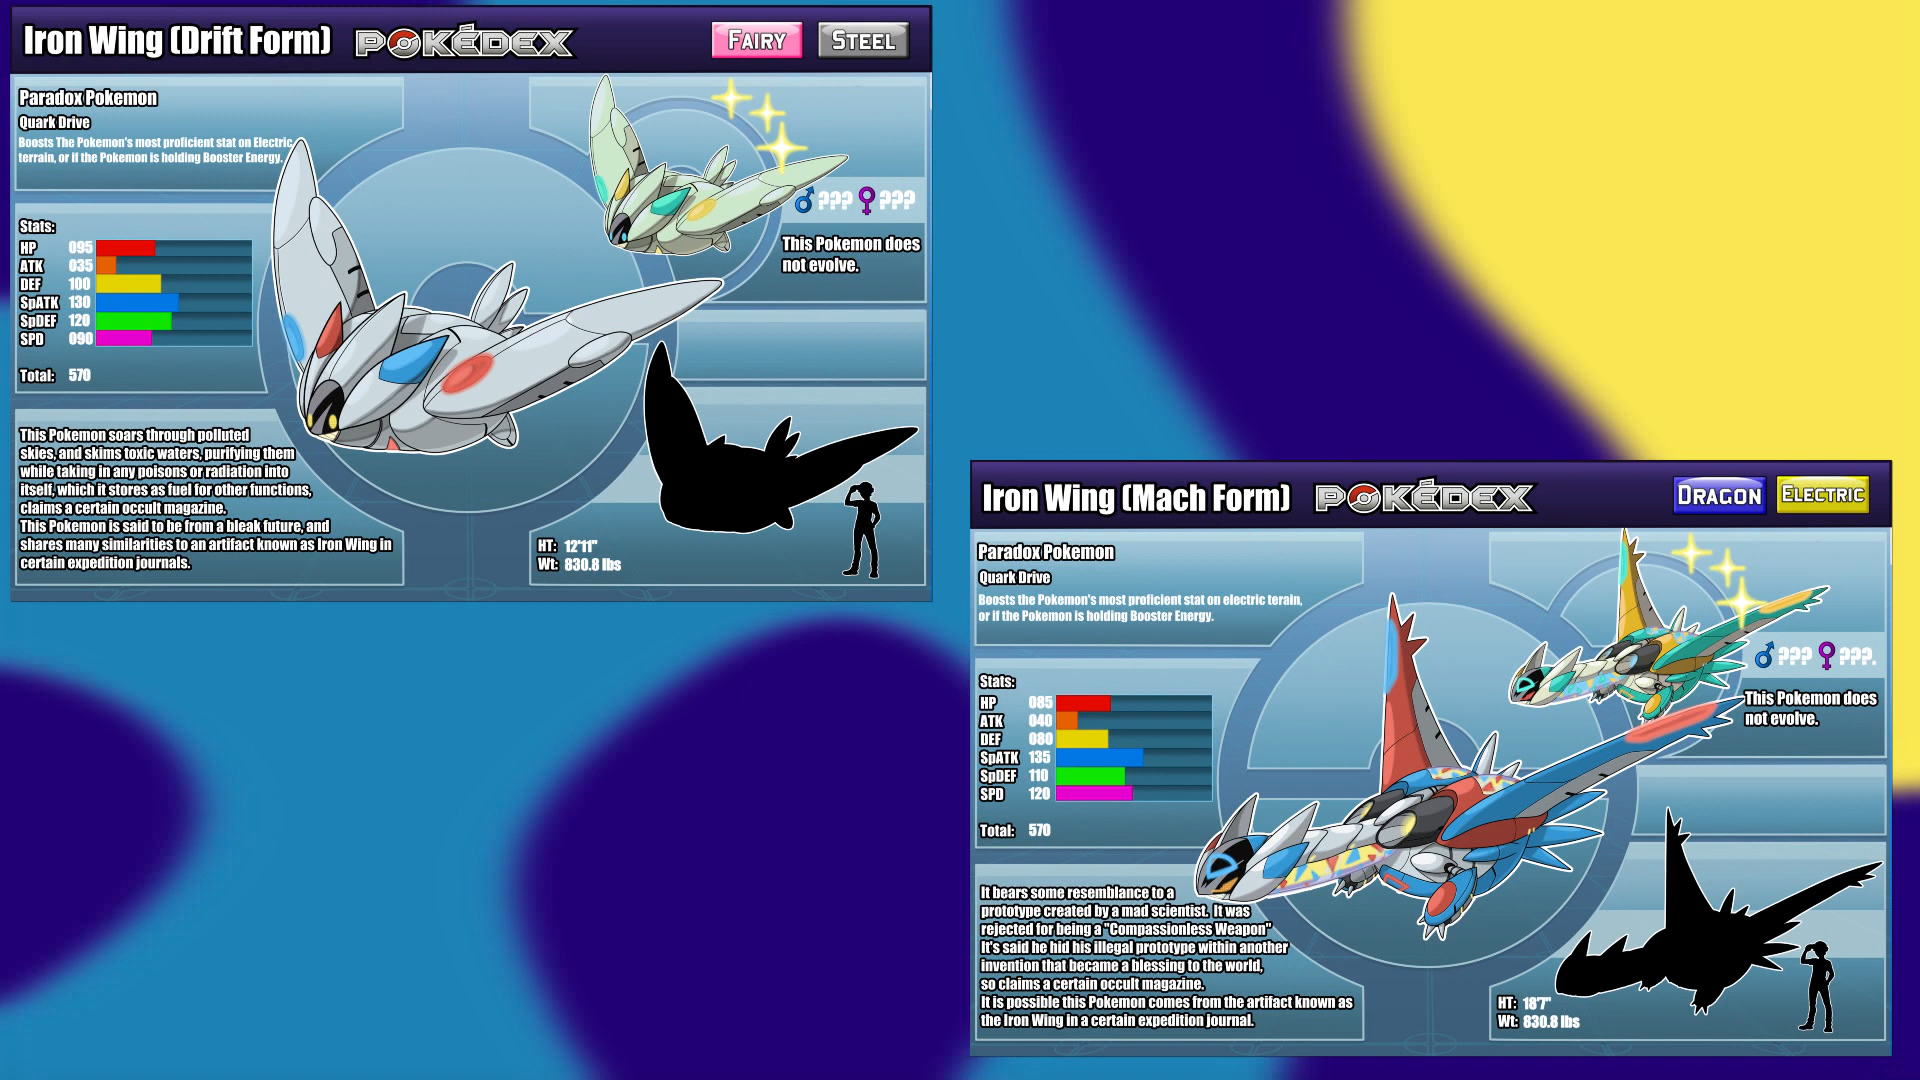 Iron Wing (Drift Form) POKÉDEX FAIRY STEEL
Paradox Pokemon
Quark Drive
Boosts The Pokemon's most proficient stat on Electric
terrain, or if the Pokemon is holding Booster Energy.
♂ ??? ♀ ???
This Pokemon does
not evolve.
Stats:
HP 095
ATK 035
DEF 100
SpATK 130
SpDEF 120
SPD 090
Total: 570
This Pokemon soars through polluted
skies, and skims toxic waters, purifying them
while taking in any poisons or radiation into
itself, which it stores as fuel for other functions,
claims a certain occult magazine.
This Pokemon is said to be from a bleak future, and
shares many similarities to an artifact known as Iron Wing in
certain expedition journals.
HT: 12'11"
Wt: 830.8 lbs
Iron Wing (Mach Form) POKÉDEX DRAGON ELECTRIC
Paradox Pokemon
Quark Drive
Boosts the Pokemon's most proficient stat on electric terain,
or if the Pokemon is holding Booster Energy.
♂ ??? ♀ ???.
This Pokemon does
not evolve.
Stats:
HP 085
ATK 040
DEF 080
SpATK 135
SpDEF 110
SPD 120
Total: 570
It bears some resemblance to a
prototype created by a mad scientist. It was
rejected for being a "Compassionless Weapon"
It's said he hid his illegal prototype within another
invention that became a blessing to the world,
so claims a certain occult magazine.
It is possible this Pokemon comes from the artifact known as
the Iron Wing in a certain expedition journal.
HT: 18'7"
Wt: 830.8 lbs